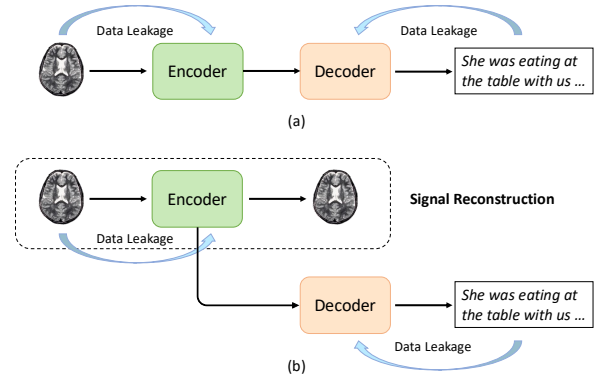 Data Leakage
Data Leakage
Encoder
Decoder
She was eating at
the table with us ...
(a)
Encoder
Signal Reconstruction
Data Leakage
Decoder
She was eating at
the table with us ...
Data Leakage
(b)